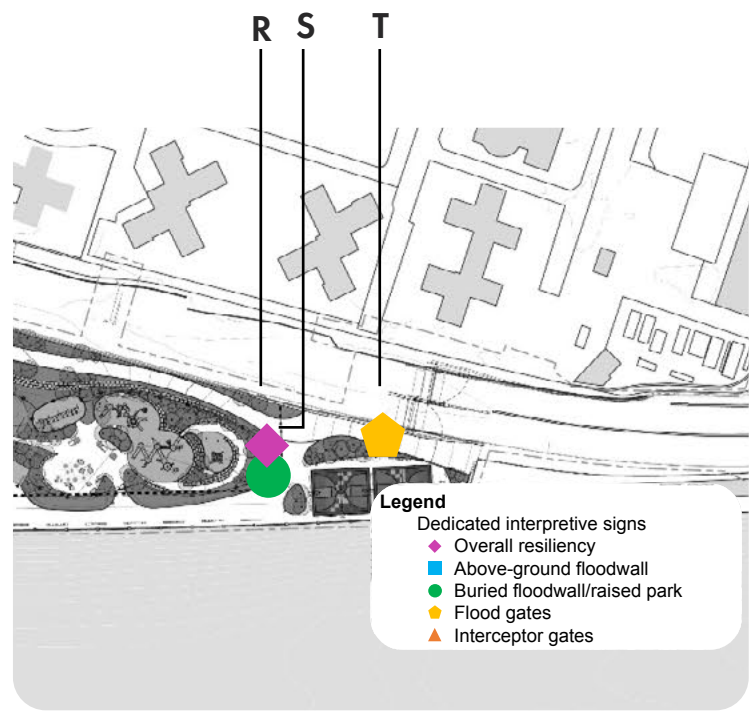 R S T
Legend
Dedicated interpretive signs
Overall resiliency
Above-ground floodwall
Buried floodwall/raised park
Flood gates
Interceptor gates